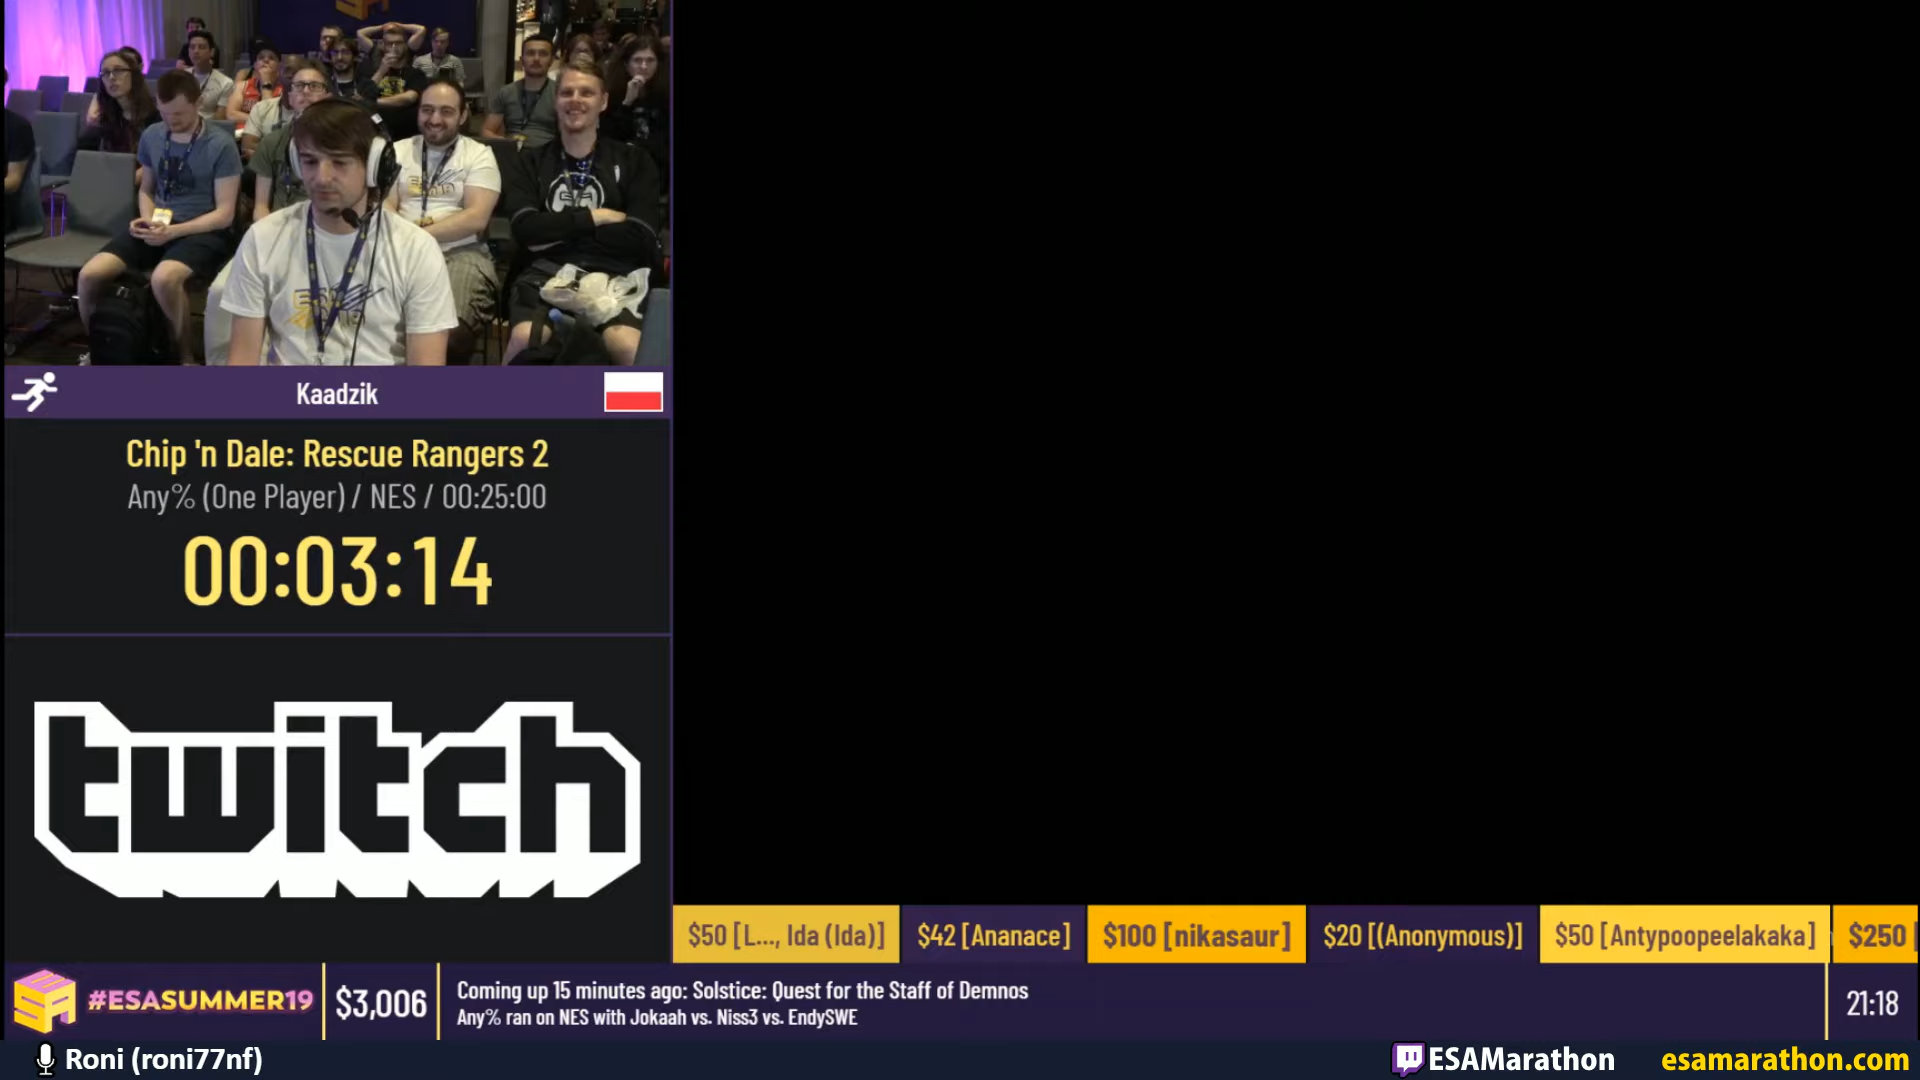 Kaadzik
Chip 'n Dale: Rescue Rangers 2
Any% (One Player) / NES / 00:25:00
00:03:14
twitch
$50 [L..., Ida (Ida)]
$42 [Ananace]
$100 [nikasaur]
$20 [(Anonymous)]
$50 [Antypoopeelakaka]
$250 [
#ESASUMMER19
$3,006
Coming up 15 minutes ago: Solstice: Quest for the Staff of Demnos
Any% ran on NES with Jokaah vs. Niss3 vs. EndySWE
21:18
Roni (roni77nf)
ESAMarathon
esamarathon.com